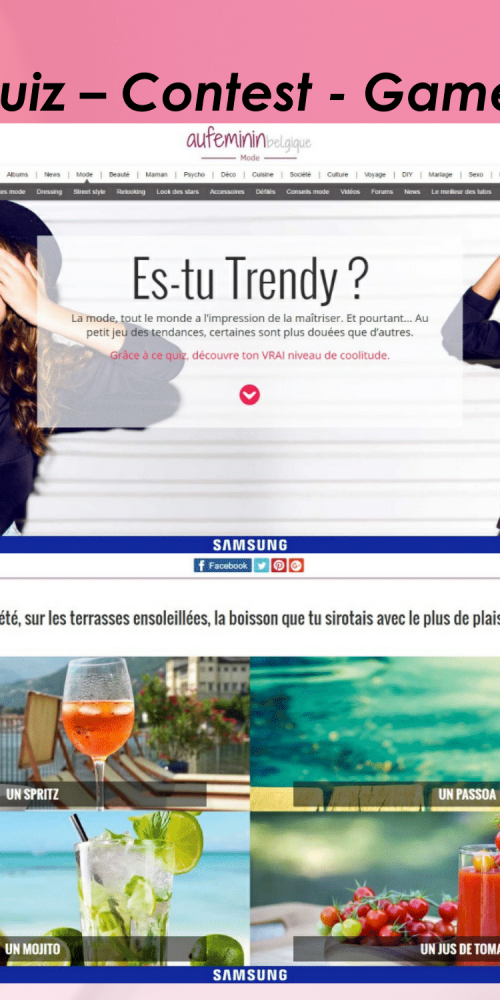 uiz – Contest - Game
aufemininbelgique
Mode
Albums | News | Mode | Beauté | Maman | Psycho | Déco | Cuisine | Société | Culture | Voyage | DIY | Mariage | Sexo |
es mode Dressing Street style Relooking Look des stars Accessoires Défilés Conseils mode Vidéos Forums News Le meilleur des tatos
Es-tu Trendy ?
La mode, tout le monde a l'impression de la maîtriser. Et pourtant... Au
petit jeu des tendances, certaines sont plus douées que d'autres.
Grâce à ce quiz, découvre ton VRAI niveau de coolitude.
SAMSUNG
Facebook
été, sur les terrasses ensoleillées, la boisson que tu sirotais avec le plus de plais
UN SPRITZ
UN PASSOA
UN MOJITO
UN JUS DE TOMA
SAMSUNG